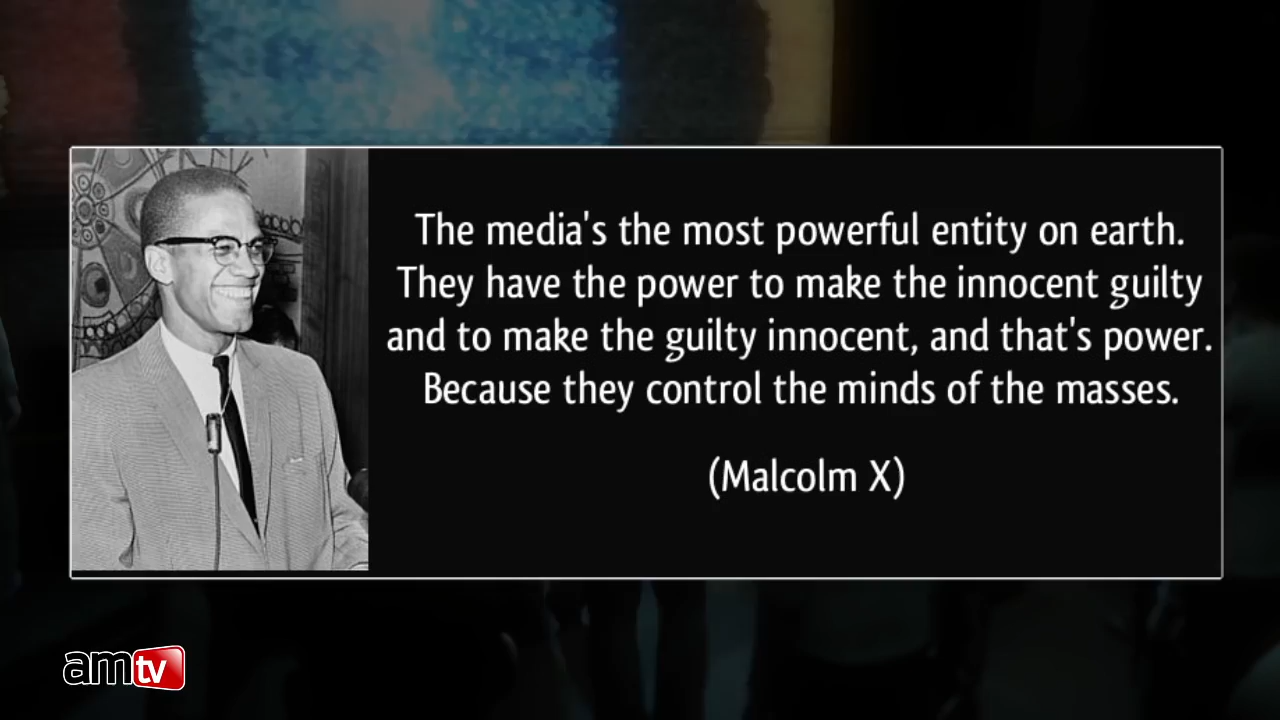 The media's the most powerful entity on earth.
They have the power to make the innocent guilty
and to make the guilty innocent, and that's power.
Because they control the minds of the masses.
(Malcolm X)
amtv